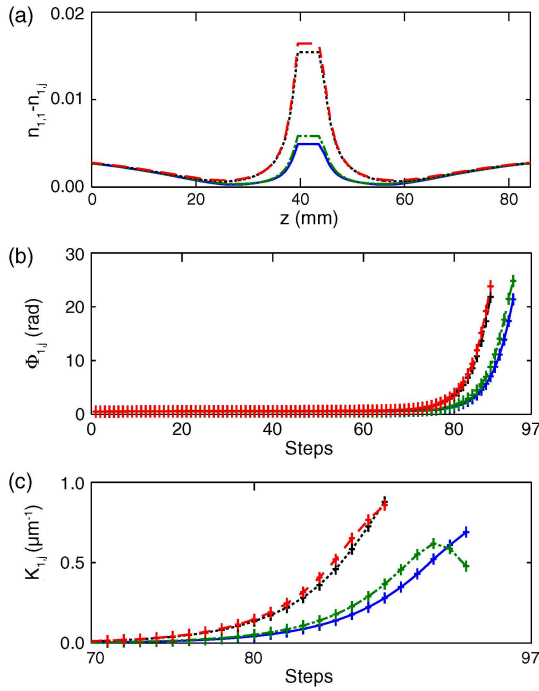 (a)
0.02
0.01
0.00
n1,1-n1,j
0 20 40 60 80
z (mm)
(b)
30
20
10
0
Φ1,j (rad)
0 20 40 60 80 97
Steps
(c)
1.0
0.5
0.0
K1,j (μm⁻¹)
70 80 97
Steps